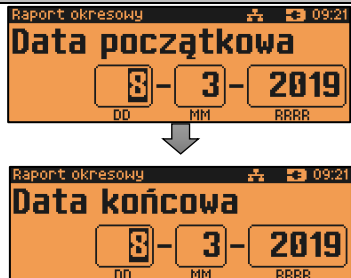 Raport okresowy 09:21
Data początkowa
8-3-2019
DD MM RRRR
Raport okresowy 09:21
Data końcowa
8-3-2019
DD MM RRRR